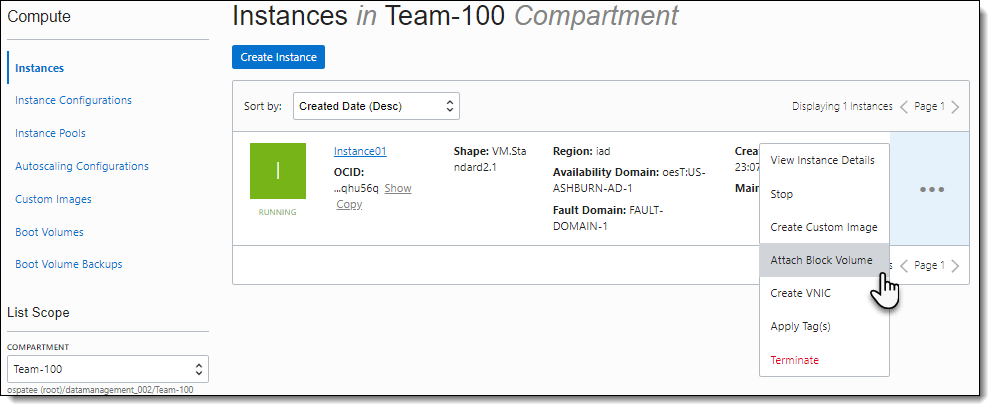 Compute
Instances
Instance Configurations
Instance Pools
Autoscaling Configurations
Custom Images
Boot Volumes
Boot Volume Backups
List Scope
COMPARTMENT
Team-100
ospatee (root)/datamanagement_002/Team-100
Instances in Team-100 Compartment
Create Instance
Sort by: Created Date (Desc)
Displaying 1 Instances < Page 1 >
I
RUNNING
Instance01
OCID:
...qhu56q Show
Copy
Shape: VM.Sta
ndard2.1
Region: iad
Availability Domain: oesT:US-
ASHBURN-AD-1
Fault Domain: FAULT-
DOMAIN-1
Crea
23:07
Main
View Instance Details
Stop
Create Custom Image
Attach Block Volume
Create VNIC
Apply Tag(s)
Terminate
s < Page 1 >